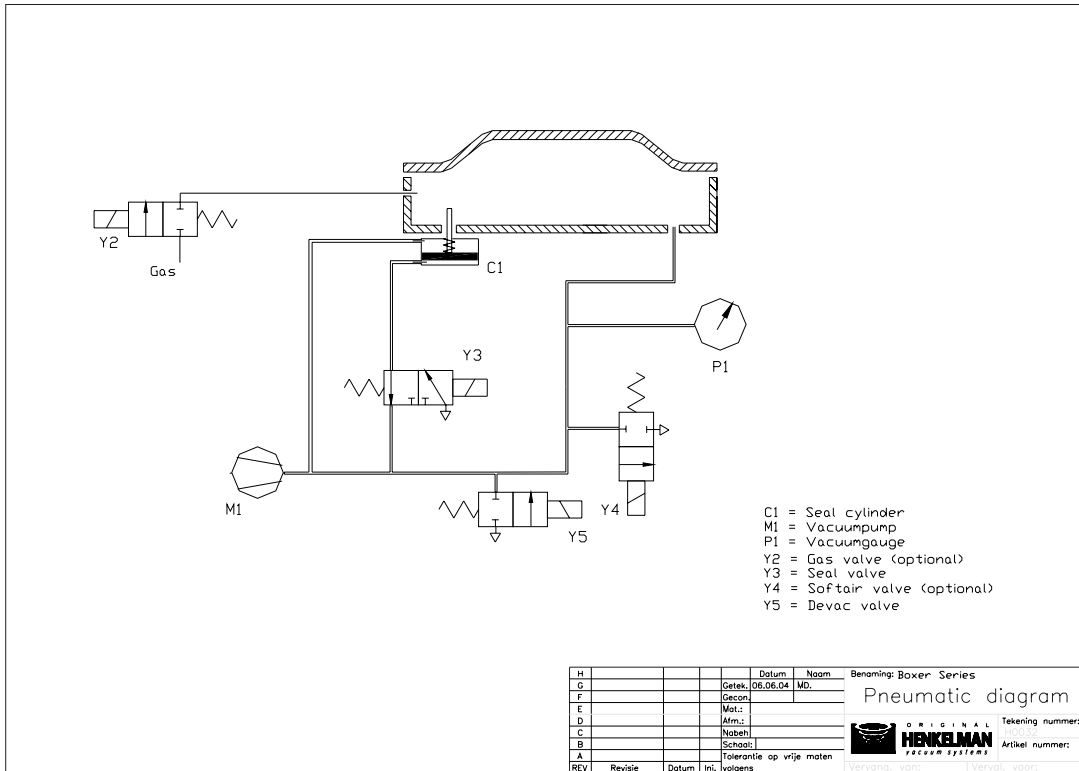 Y2
Gas
C1
Y3
P1
M1
Y4
Y5
C1 = Seal cylinder
M1 = Vacuumpump
P1 = Vacuumgauge
Y2 = Gas valve (optional)
Y3 = Seal valve
Y4 = Softair valve (optional)
Y5 = Devac valve
H Datum Naam
G Getek. 06.06.04 MD.
F Gecon.
E Mat.:
D Afm.:
C Nabeh
B Schaal:
A Tolerantie op vrije maten
REV Revisie Datum Ini. volgens
Benaming: Boxer Series
Pneumatic diagram
ORIGINAL
HENKELMAN
vacuum systems
Tekening nummer:
H0032
Artikel nummer:
Vervang. van: Verval. voor: